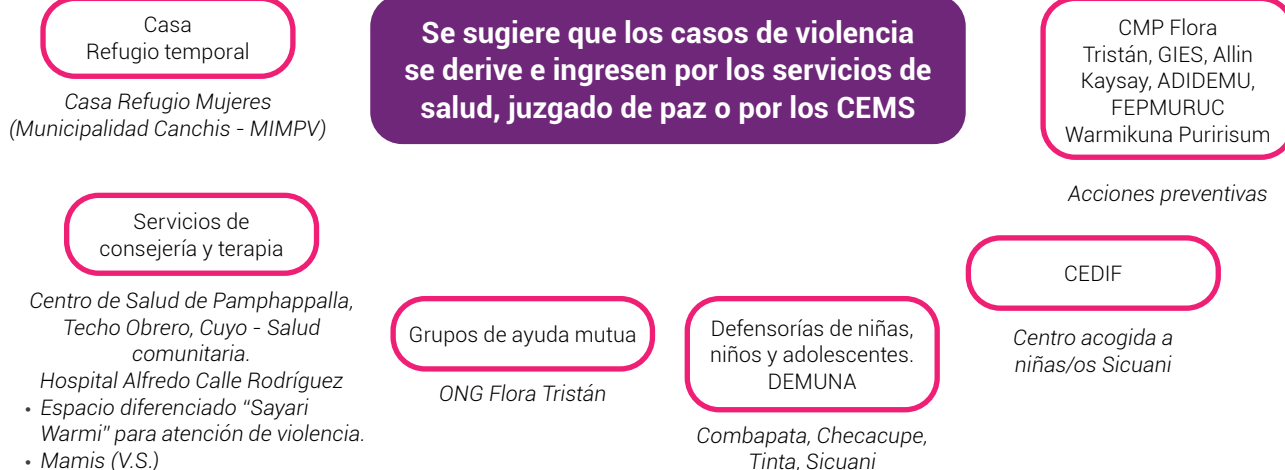 Casa
Refugio temporal
Casa Refugio Mujeres
(Municipalidad Canchis - MIMPV)
Se sugiere que los casos de violencia
se derive e ingresen por los servicios de
salud, juzgado de paz o por los CEMS
CMP Flora
Tristán, GIES, Allin
Kaysay, ADIDEMU,
FEPMURUC
Warmikuna Puririsum
Acciones preventivas
Servicios de
consejería y terapia
Centro de Salud de Pamphappalla,
Techo Obrero, Cuyo - Salud
comunitaria.
Hospital Alfredo Calle Rodríguez
• Espacio diferenciado "Sayari
Warmi" para atención de violencia.
• Mamis (V.S.)
Grupos de ayuda mutua
ONG Flora Tristán
Defensorías de niñas,
niños y adolescentes.
DEMUNA
Combapata, Checacupe,
Tinta, Sicuani
CEDIF
Centro acogida a
niñas/os Sicuani